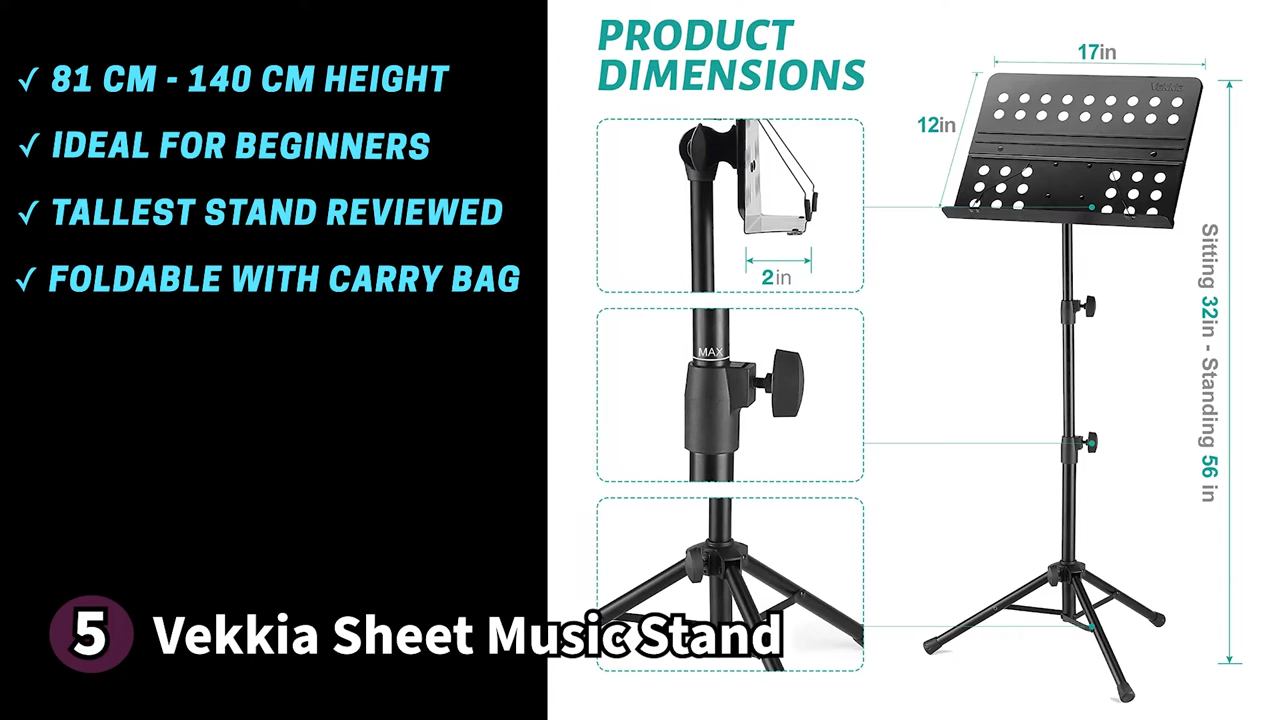 ✓ 81 CM - 140 CM HEIGHT
✓ IDEAL FOR BEGINNERS
✓ TALLEST STAND REVIEWED
✓ FOLDABLE WITH CARRY BAG
PRODUCT
DIMENSIONS
17in
12in
Vekkia
2in
MAX
Sitting 32in - Standing 56 in
5 Vekkia Sheet Music Stand